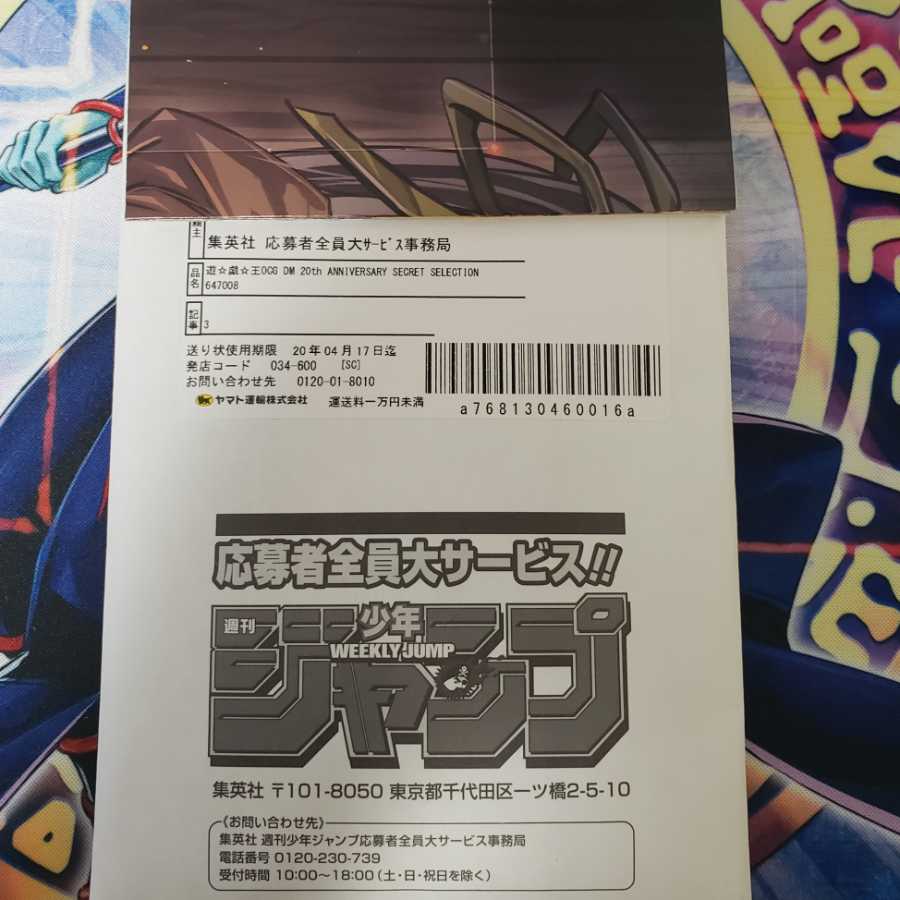 主
集英社 応募者全員大ｻｰﾋﾞｽ事務局
品名
遊☆戯☆王OCG DM 20th ANNIVERSARY SECRET SELECTION
647008
記事
3
送り状使用期限 20年04月17日迄
発店コード 034-600 [SC]
お問い合わせ先 0120-01-8010
ヤマト運輸株式会社 運送料一万円未満
a768130460016a
応募者全員大サービス!!
週刊
少年
WEEKLY JUMP
ジャンプ
集英社 〒101-8050 東京都千代田区一ツ橋2-5-10
《お問い合わせ先》
集英社 週刊少年ジャンプ応募者全員大サービス事務局
電話番号 0120-230-739
受付時間 10:00～18:00(土・日・祝日を除く)